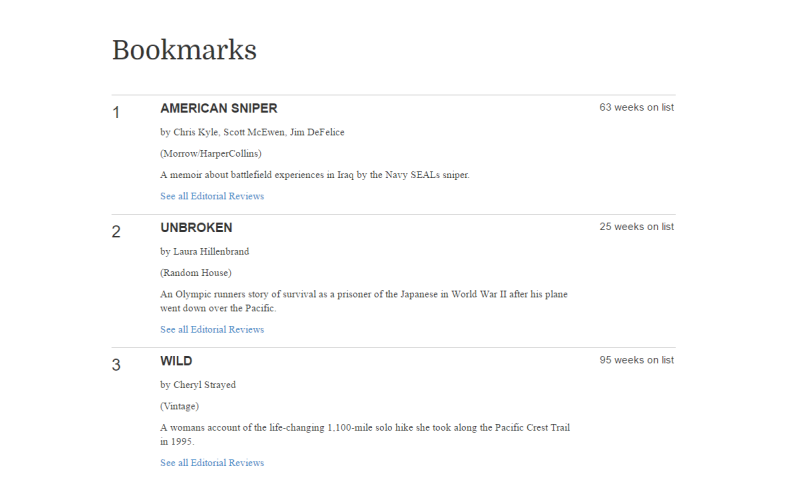 Bookmarks
1
AMERICAN SNIPER
63 weeks on list
by Chris Kyle, Scott McEwen, Jim DeFelice
(Morrow/HarperCollins)
A memoir about battlefield experiences in Iraq by the Navy SEALs sniper.
See all Editorial Reviews
2
UNBROKEN
25 weeks on list
by Laura Hillenbrand
(Random House)
An Olympic runners story of survival as a prisoner of the Japanese in World War II after his plane
went down over the Pacific.
See all Editorial Reviews
3
WILD
95 weeks on list
by Cheryl Strayed
(Vintage)
A womans account of the life-changing 1,100-mile solo hike she took along the Pacific Crest Trail
in 1995.
See all Editorial Reviews